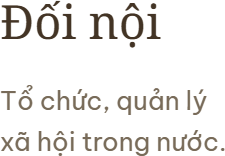 Đối nội
Tổ chức, quản lý
xã hội trong nước.